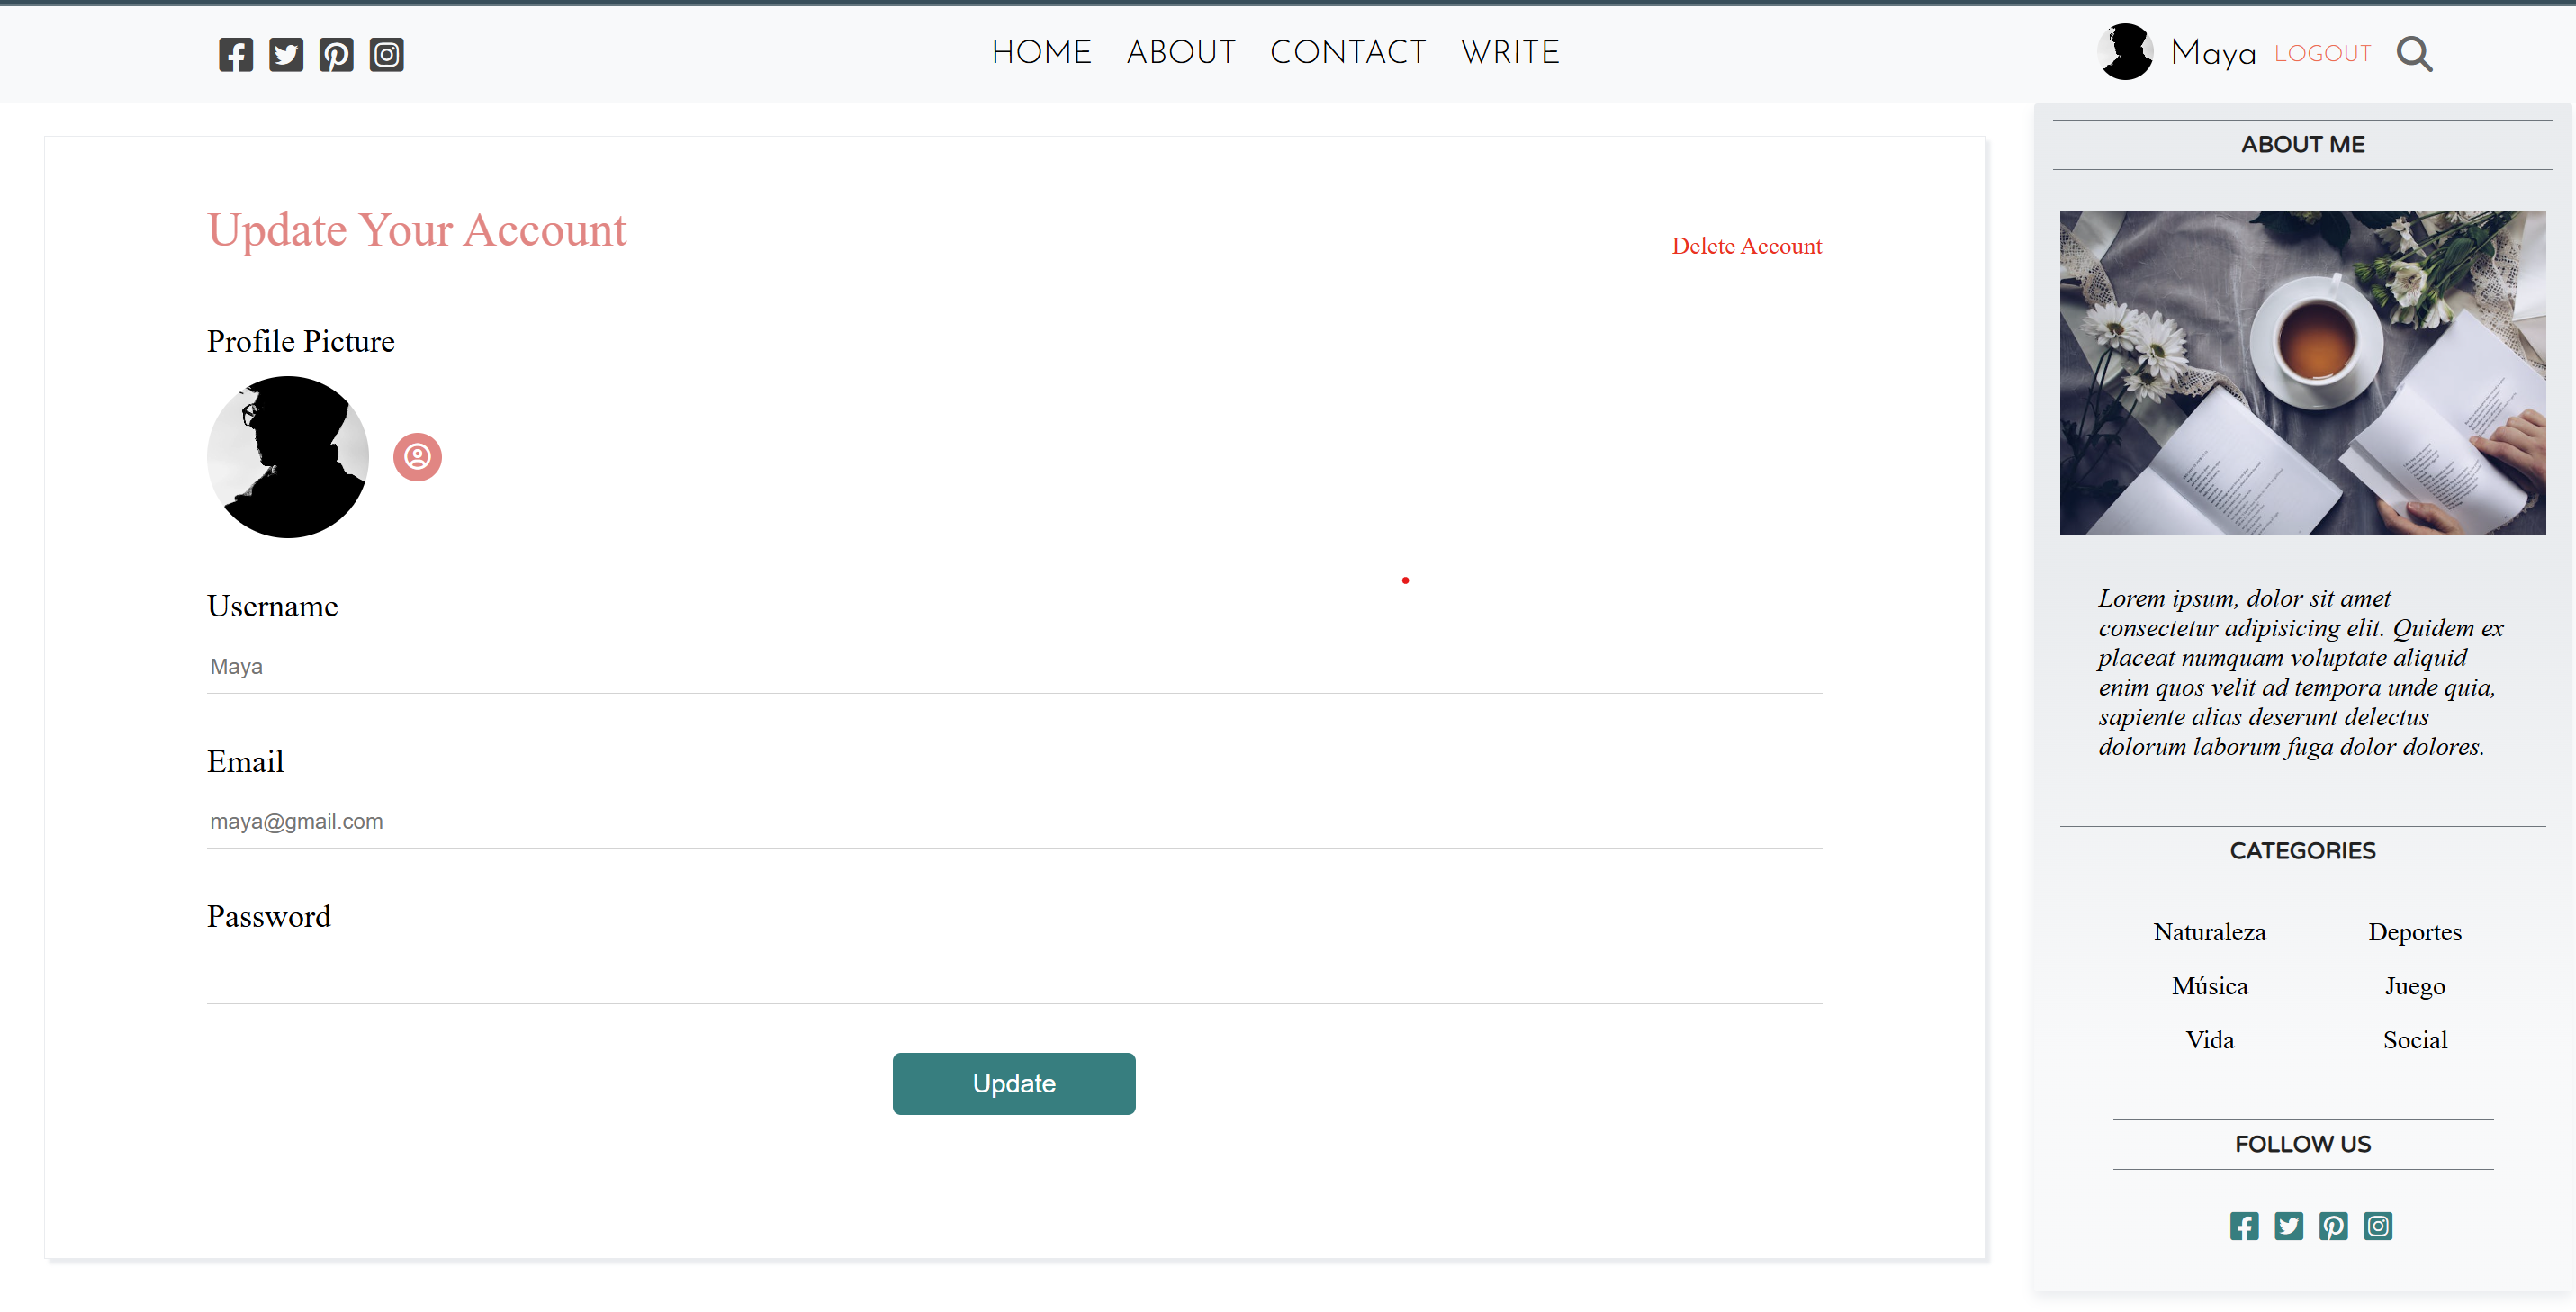 HOME ABOUT CONTACT WRITE
Maya LOGOUT
Update Your Account
Delete Account
Profile Picture
Username
Maya
Email
maya@gmail.com
Password
Update
ABOUT ME
Lorem ipsum, dolor sit amet
consectetur adipisicing elit. Quidem ex
placeat numquam voluptate aliquid
enim quos velit ad tempora unde quia,
sapiente alias deserunt delectus
dolorum laborum fuga dolor dolores.
CATEGORIES
Naturaleza Deportes
Música Juego
Vida Social
FOLLOW US